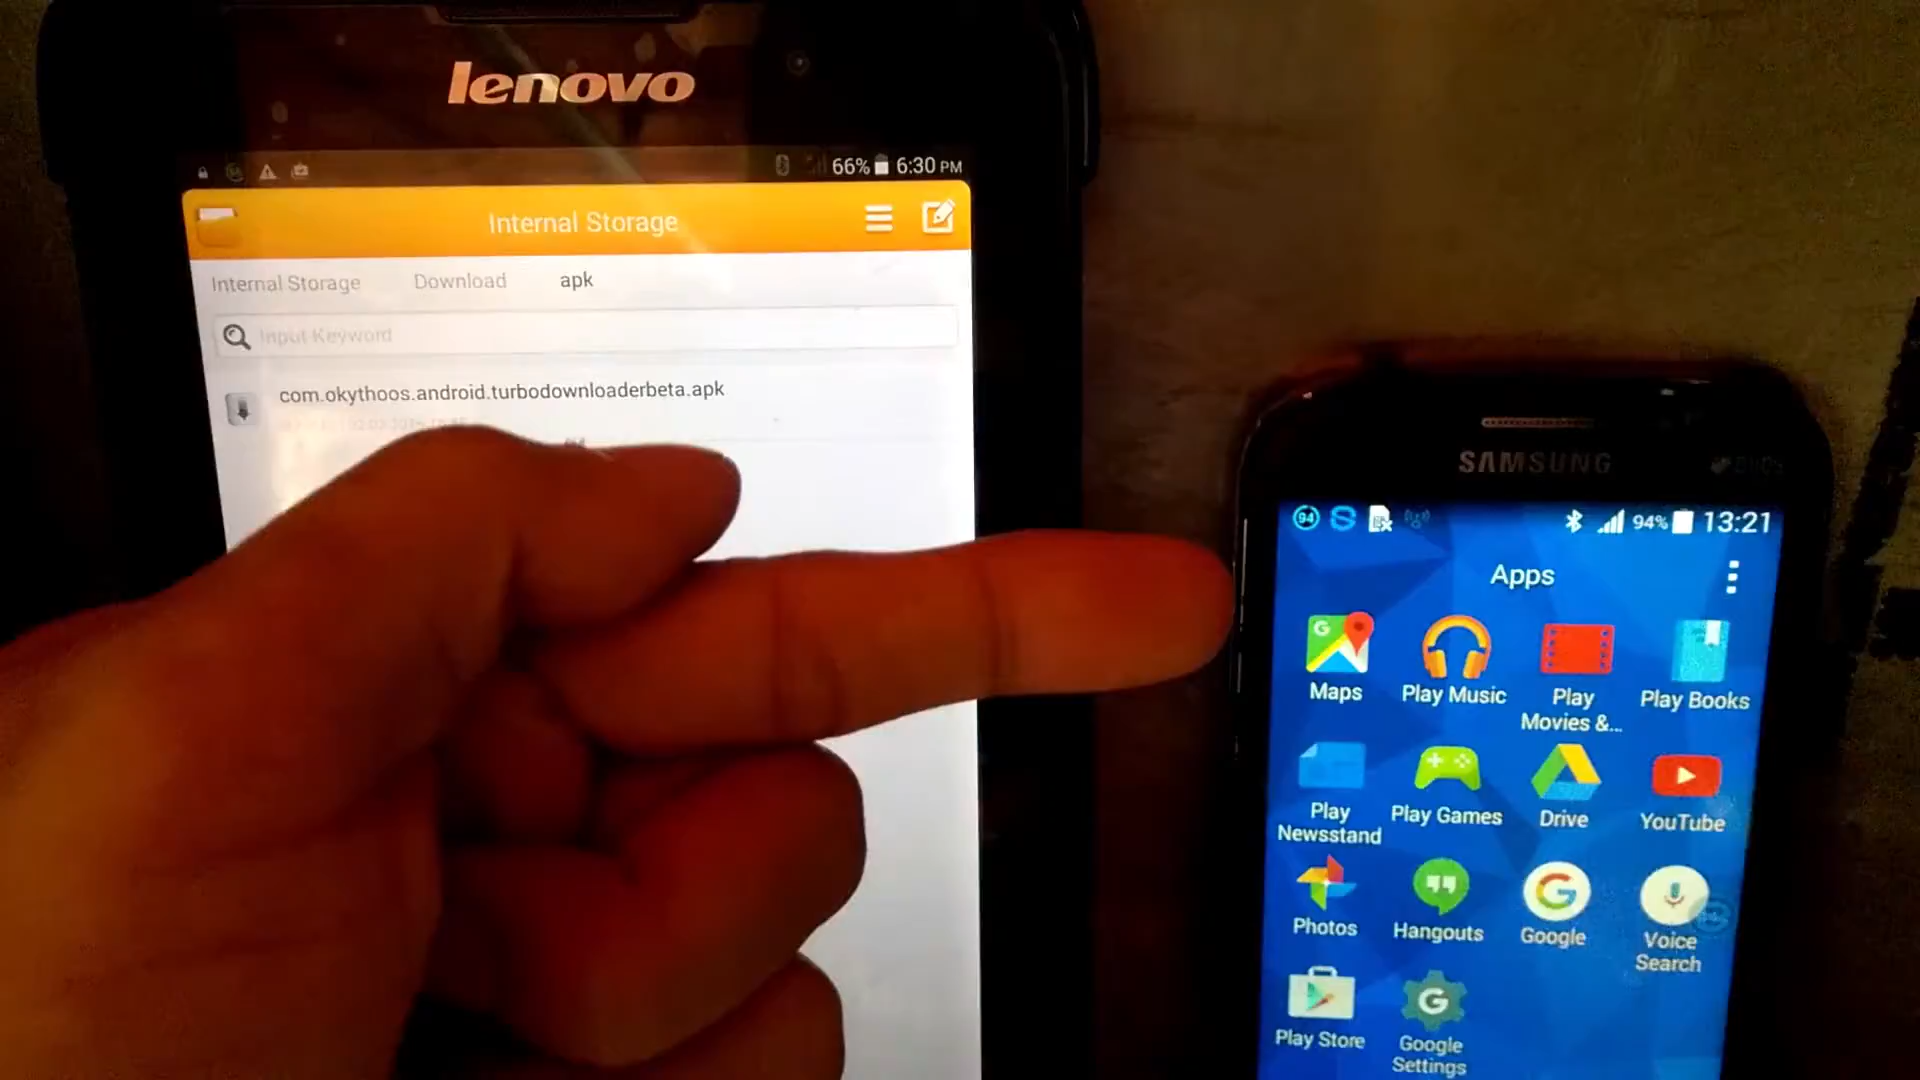 lenovo
66% 6:30 PM
Internal Storage
Internal Storage Download apk
Input Keyword
com.okythoos.android.turbodownloaderbeta.apk
SAMSUNG
94 94% 13:21
Apps
Maps
Play Music
Play
Movies &...
Play Books
Play
Newsstand
Play Games
Drive
YouTube
Photos
Hangouts
Google
Voice
Search
Play Store
Google
Settings